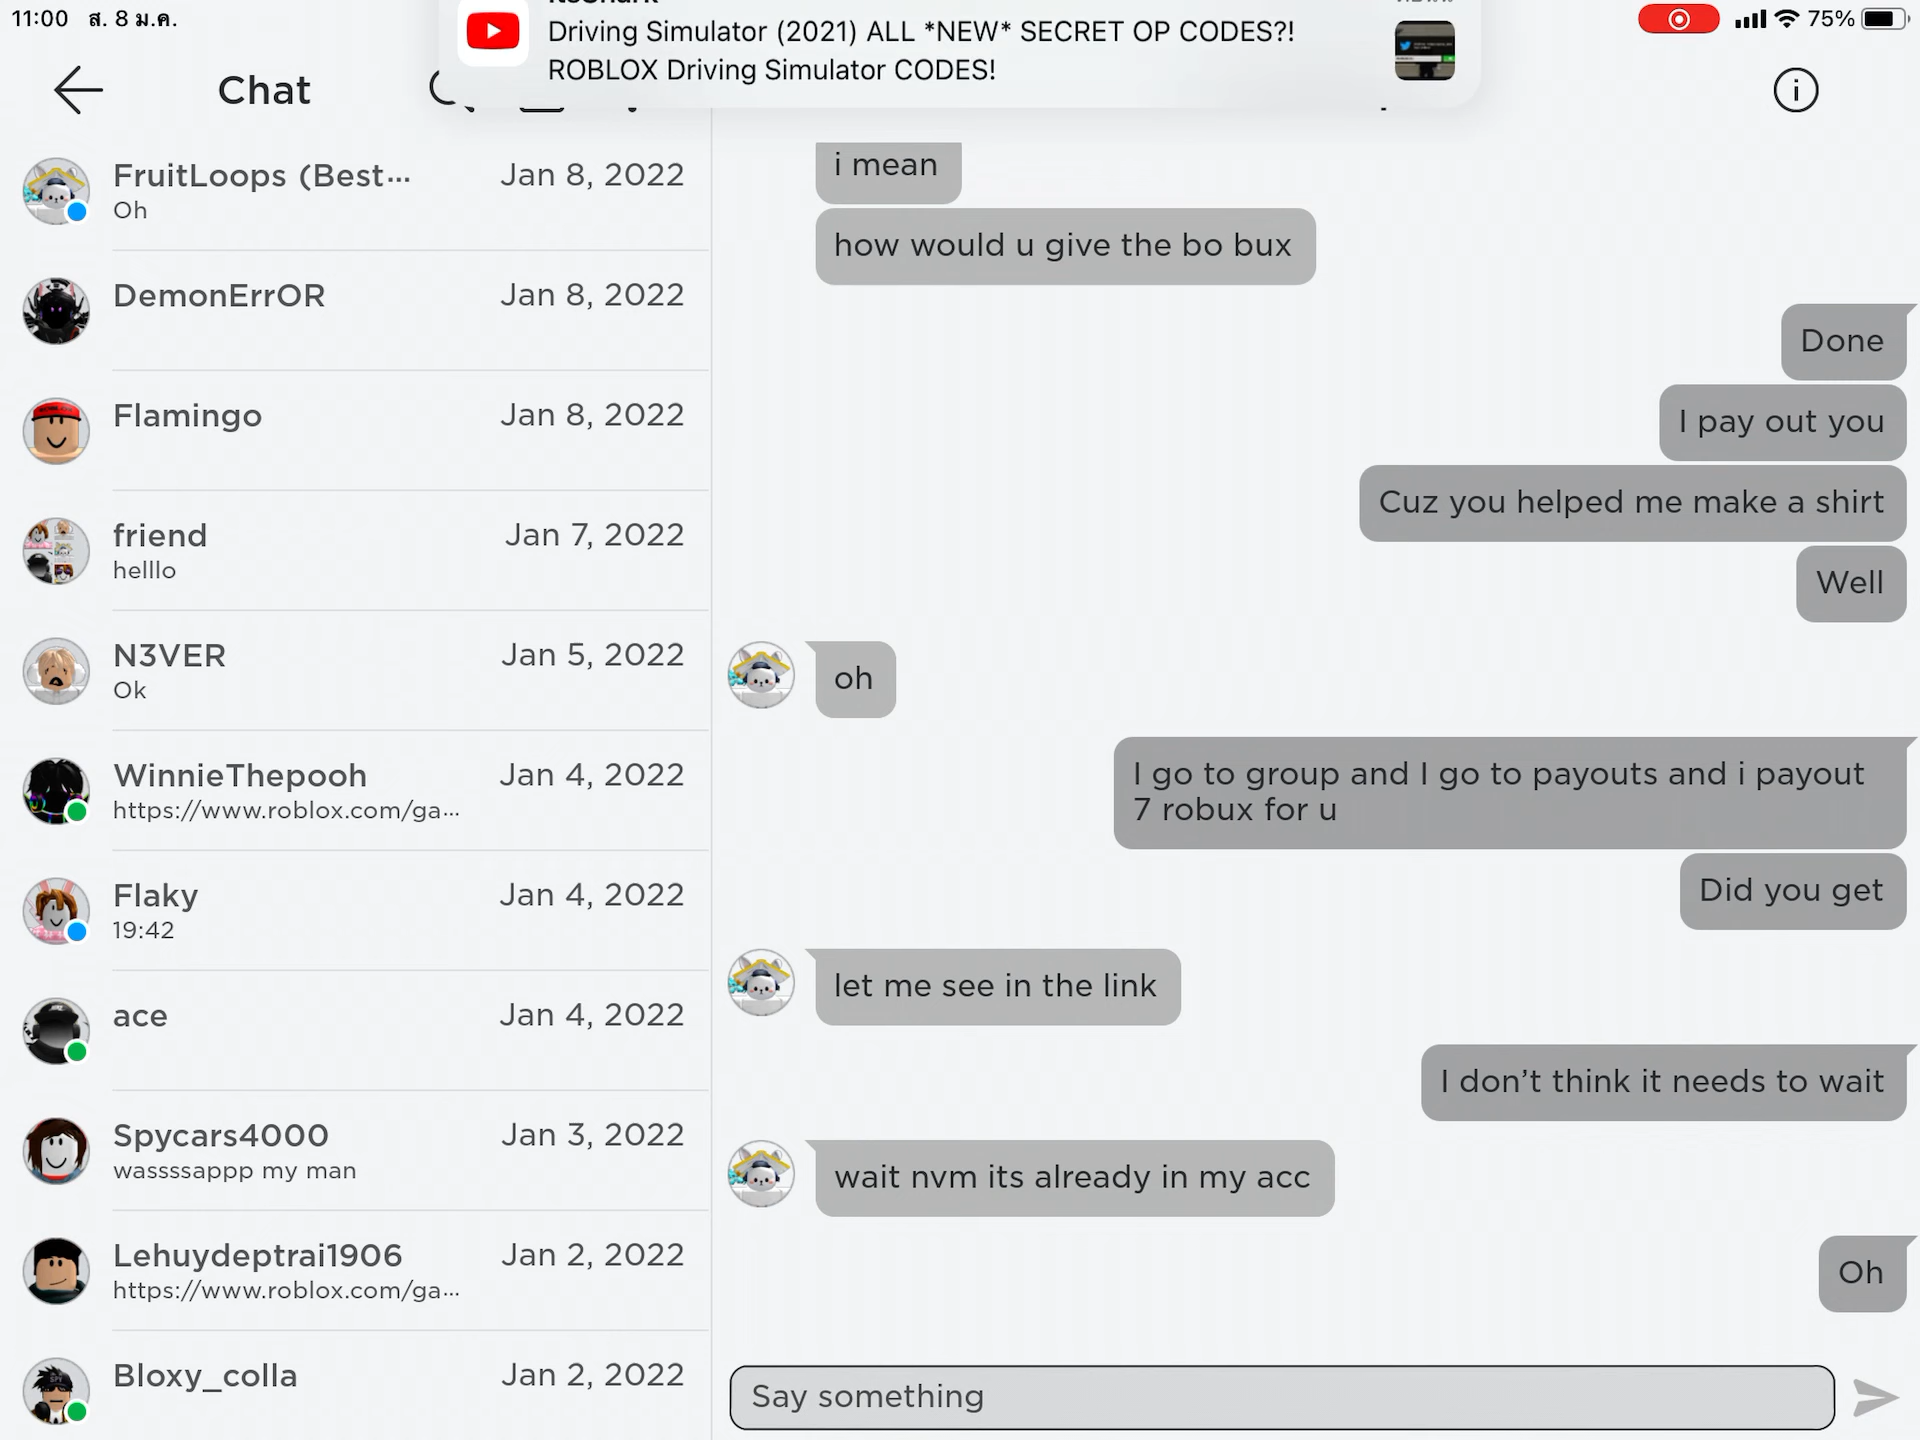 11:00 ส. 8 ม.ค.
75%
Driving Simulator (2021) ALL *NEW* SECRET OP CODES?!
ROBLOX Driving Simulator CODES!
Chat
FruitLoops (Best...
Jan 8, 2022
Oh
DemonErrOR
Jan 8, 2022
Flamingo
Jan 8, 2022
friend
Jan 7, 2022
helllo
N3VER
Jan 5, 2022
Ok
WinnieThepooh
Jan 4, 2022
https://www.roblox.com/ga...
Flaky
Jan 4, 2022
19:42
ace
Jan 4, 2022
Spycars4000
Jan 3, 2022
wassssappp my man
Lehuydeptrai1906
Jan 2, 2022
https://www.roblox.com/ga...
Bloxy_colla
Jan 2, 2022
i mean
how would u give the bo bux
Done
I pay out you
Cuz you helped me make a shirt
Well
oh
I go to group and I go to payouts and i payout
7 robux for u
Did you get
let me see in the link
I don’t think it needs to wait
wait nvm its already in my acc
Oh
Say something